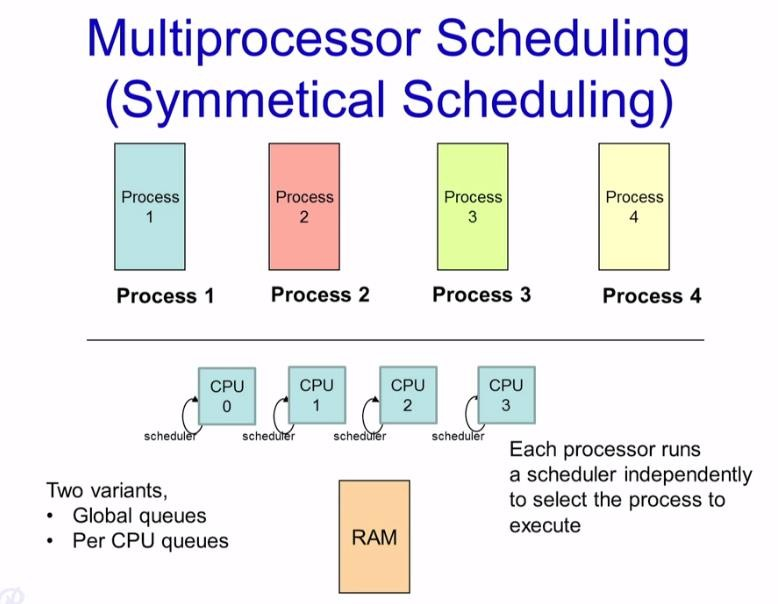 Multiprocessor Scheduling
(Symmetical Scheduling)
Process
1
Process
2
Process
3
Process
4
Process 1
Process 2
Process 3
Process 4
CPU
0
CPU
1
CPU
2
CPU
3
scheduler
scheduler
scheduler
scheduler
Each processor runs
a scheduler independently
to select the process to
execute
Two variants,
• Global queues
• Per CPU queues
RAM